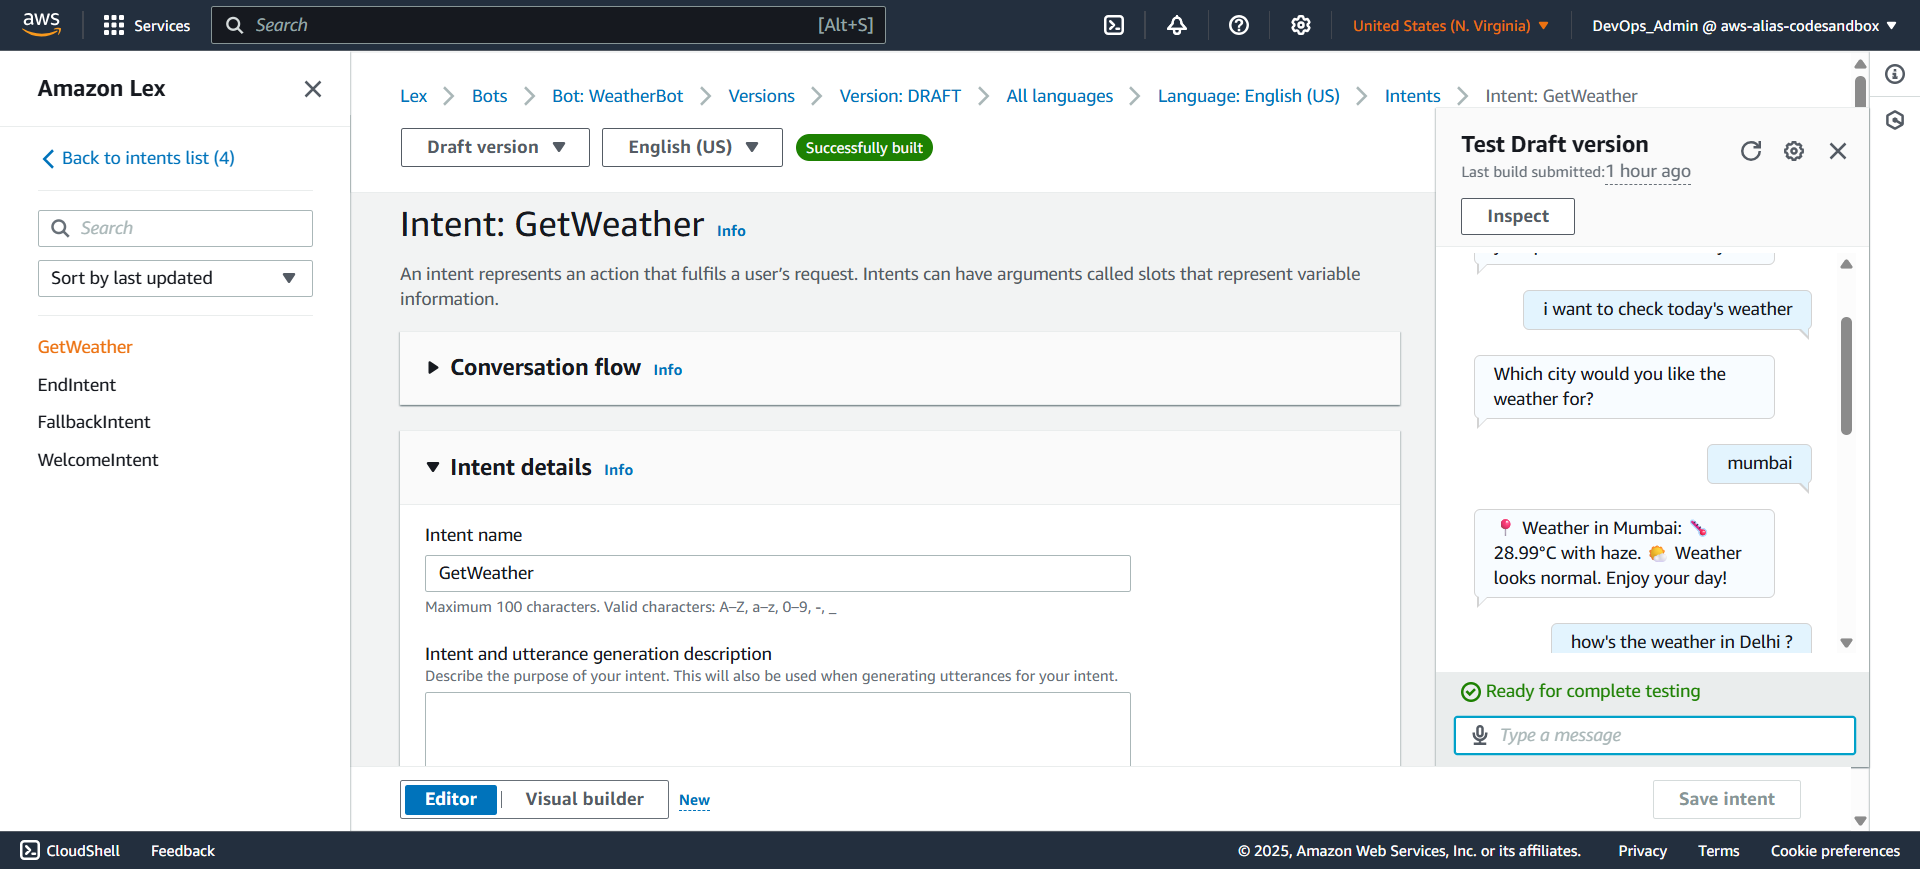 aws
Services
Search
[Alt+S]
United States (N. Virginia)
DevOps_Admin @ aws-alias-codesandbox
Amazon Lex
Back to intents list (4)
Search
Sort by last updated
GetWeather
EndIntent
FallbackIntent
WelcomeIntent
Lex
Bots
Bot: WeatherBot
Versions
Version: DRAFT
All languages
Language: English (US)
Intents
Intent: GetWeather
Draft version
English (US)
Successfully built
Intent: GetWeather
Info
An intent represents an action that fulfils a user's request. Intents can have arguments called slots that represent variable
information.
Conversation flow
Info
Intent details
Info
Intent name
GetWeather
Maximum 100 characters. Valid characters: A–Z, a–z, 0–9, -, _
Intent and utterance generation description
Describe the purpose of your intent. This will also be used when generating utterances for your intent.
Editor
Visual builder
New
Save intent
Test Draft version
Last build submitted: 1 hour ago
Inspect
i want to check today's weather
Which city would you like the
weather for?
mumbai
📍 Weather in Mumbai: 🌡️
28.99°C with haze. 🌤️ Weather
looks normal. Enjoy your day!
how's the weather in Delhi ?
Ready for complete testing
Type a message
CloudShell
Feedback
© 2025, Amazon Web Services, Inc. or its affiliates.
Privacy
Terms
Cookie preferences